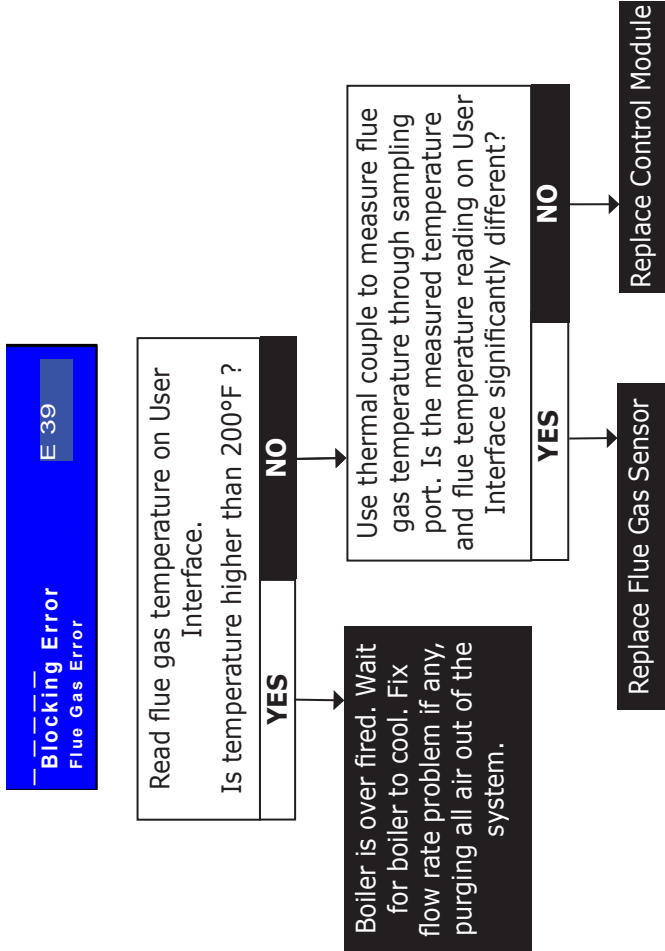 _ _ _ _ _
Blocking Error
Flue Gas Error
E 39
Read flue gas temperature on User
Interface.
Is temperature higher than 200°F ?
YES
NO
Boiler is over fired. Wait
for boiler to cool. Fix
flow rate problem if any,
purging all air out of the
system.
Use thermal couple to measure flue
gas temperature through sampling
port. Is the measured temperature
and flue temperature reading on User
Interface significantly different?
YES
NO
Replace Flue Gas Sensor
Replace Control Module